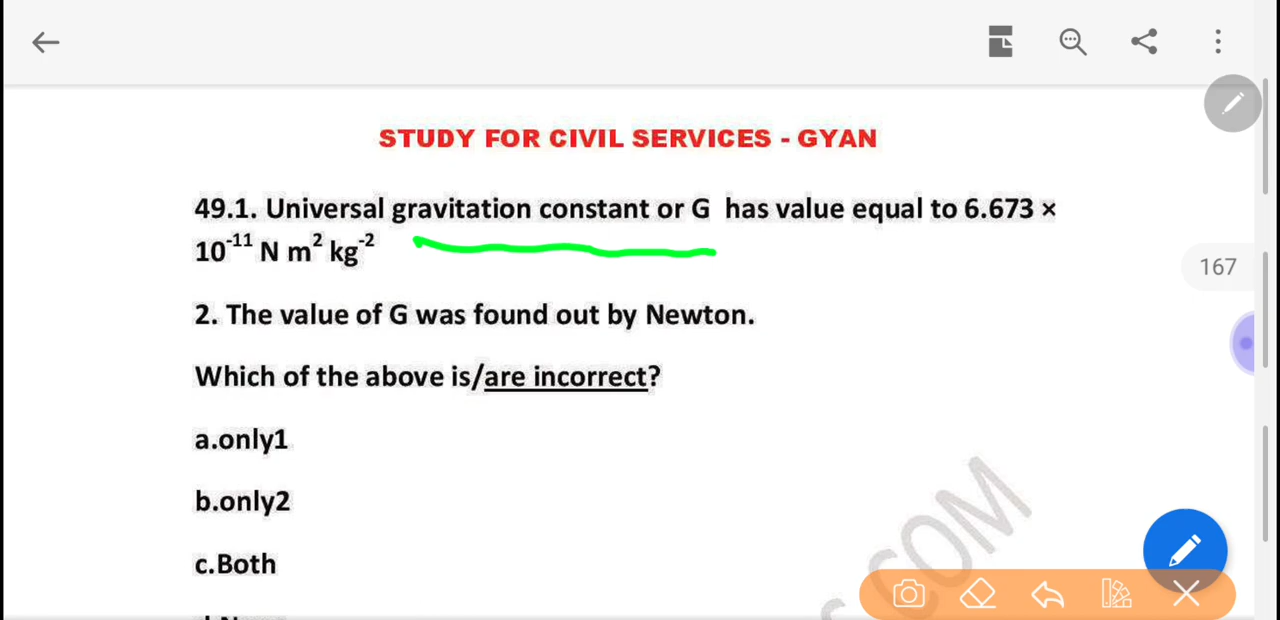 STUDY FOR CIVIL SERVICES - GYAN
49.1. Universal gravitation constant or G has value equal to 6.673 ×
10⁻¹¹ N m² kg⁻²
167
2. The value of G was found out by Newton.
Which of the above is/are incorrect?
a.only1
b.only2
c.Both
.COM